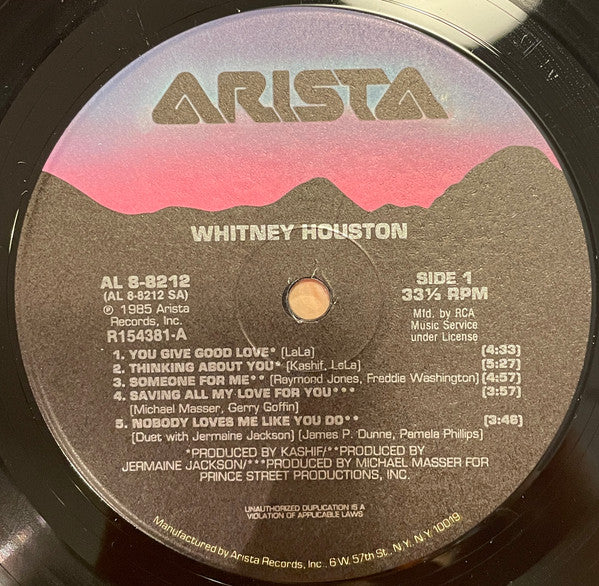 ARISTA
WHITNEY HOUSTON
AL 8-8212
(AL 8-8212 SA)
℗ 1985 Arista
Records, Inc.
R154381-A
SIDE 1
33⅓ RPM
Mfd. by RCA
Music Service
under License
1. YOU GIVE GOOD LOVE* [LaLa] [4:33]
2. THINKING ABOUT YOU* [Kashif, LaLa] [5:27]
3. SOMEONE FOR ME** [Raymond Jones, Freddie Washington] [4:57]
4. SAVING ALL MY LOVE FOR YOU*** [3:57]
[Michael Masser, Gerry Goffin]
5. NOBODY LOVES ME LIKE YOU DO** [3:46]
[Duet with Jermaine Jackson] [James P. Dunne, Pamela Phillips]
*PRODUCED BY KASHIF/**PRODUCED BY
JERMAINE JACKSON/***PRODUCED BY MICHAEL MASSER FOR
PRINCE STREET PRODUCTIONS, INC.
UNAUTHORIZED DUPLICATION IS A
VIOLATION OF APPLICABLE LAWS
Manufactured by Arista Records, Inc., 6 W. 57th St., N.Y., N.Y. 10019